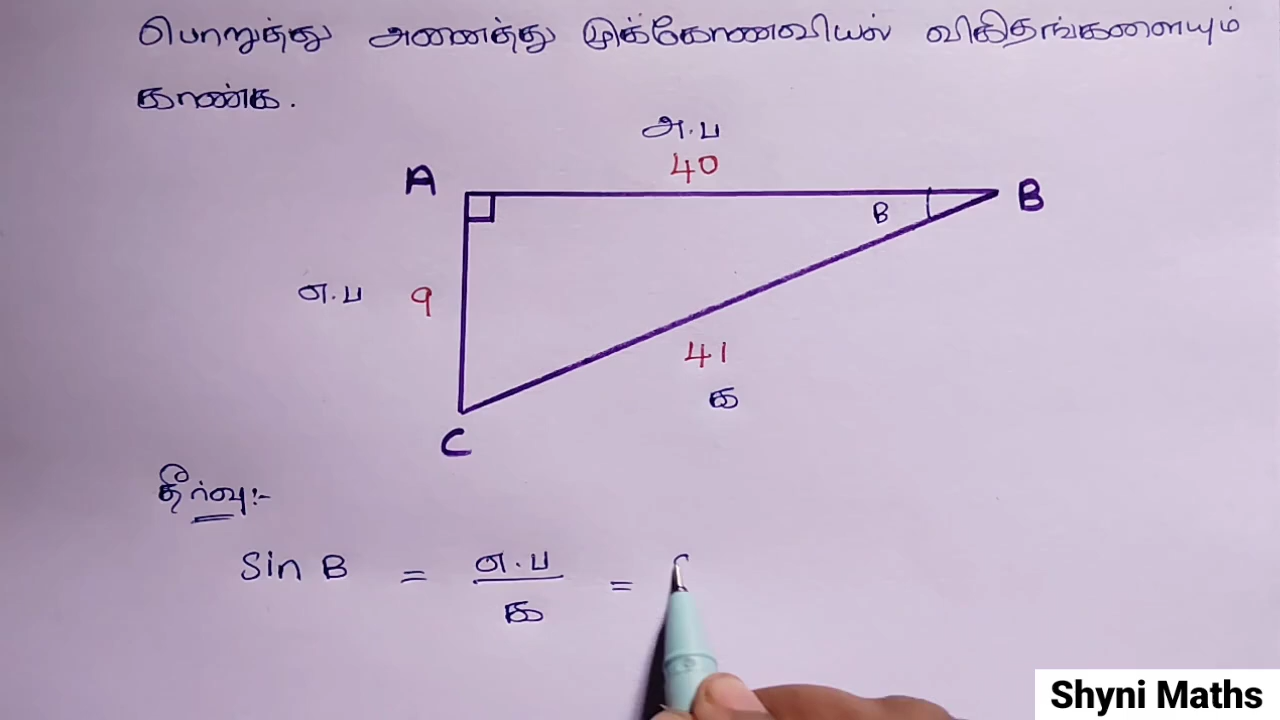 பொறுத்து அனைத்து முக்கோணவியல் விகிதங்களையும்
காண்க.
அ.ப
40
A
B
B
எ.ப 9
41
க
C
தீர்வு:-
Sin B = எ.ப / க =
Shyni Maths